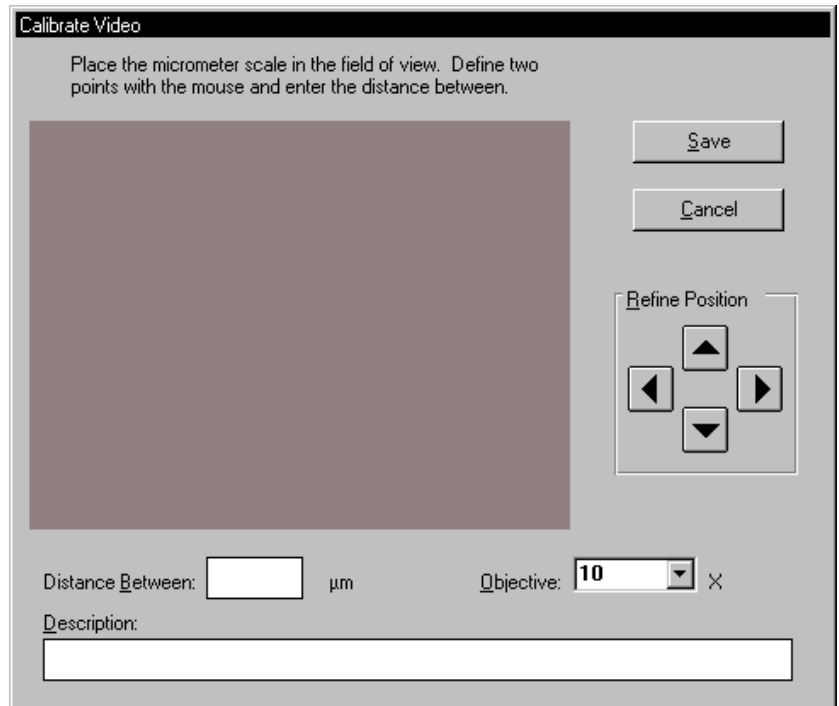 Calibrate Video
Place the micrometer scale in the field of view.  Define two
points with the mouse and enter the distance between.
Save
Cancel
Refine Position
Distance Between: µm Objective: 10 X
Description: